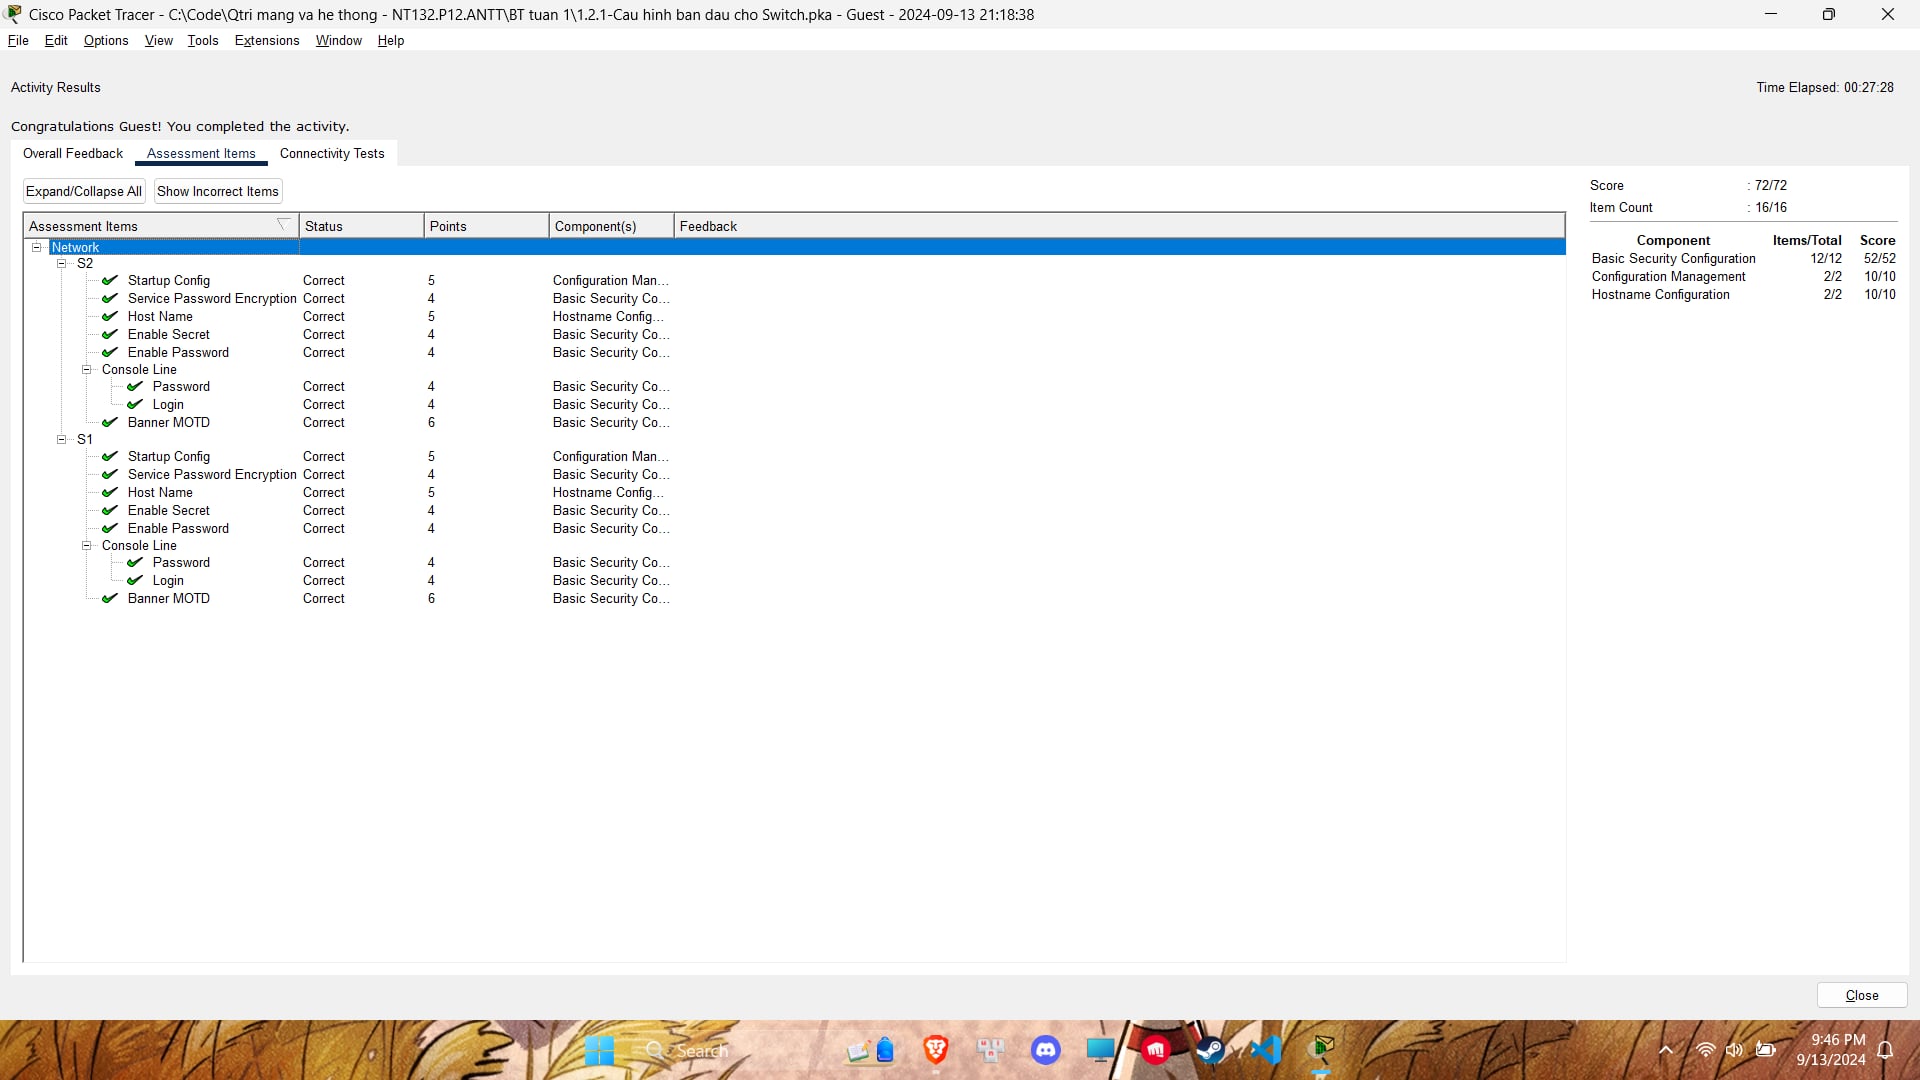 Cisco Packet Tracer - C:\Code\Qtri mang va he thong - NT132.P12.ANTT\BT tuan 1\1.2.1-Cau hinh ban dau cho Switch.pka - Guest - 2024-09-13 21:18:38
File Edit Options View Tools Extensions Window Help
Activity Results
Time Elapsed: 00:27:28
Congratulations Guest! You completed the activity.
Overall Feedback Assessment Items Connectivity Tests
Expand/Collapse All Show Incorrect Items
Assessment Items Status Points Component(s) Feedback
Network
S2
Startup Config Correct 5 Configuration Man...
Service Password Encryption Correct 4 Basic Security Co...
Host Name Correct 5 Hostname Config...
Enable Secret Correct 4 Basic Security Co...
Enable Password Correct 4 Basic Security Co...
Console Line
Password Correct 4 Basic Security Co...
Login Correct 4 Basic Security Co...
Banner MOTD Correct 6 Basic Security Co...
S1
Startup Config Correct 5 Configuration Man...
Service Password Encryption Correct 4 Basic Security Co...
Host Name Correct 5 Hostname Config...
Enable Secret Correct 4 Basic Security Co...
Enable Password Correct 4 Basic Security Co...
Console Line
Password Correct 4 Basic Security Co...
Login Correct 4 Basic Security Co...
Banner MOTD Correct 6 Basic Security Co...
Score : 72/72
Item Count : 16/16
Component Items/Total Score
Basic Security Configuration 12/12 52/52
Configuration Management 2/2 10/10
Hostname Configuration 2/2 10/10
Close
Search
9:46 PM
9/13/2024